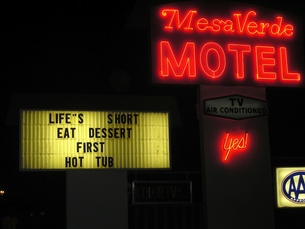 MesaVerde
MOTEL
TV
AIR CONDITIONED
Yes!
LIFE"S SHORT
EAT DESSERT
FIRST
HOT TUB
AAA